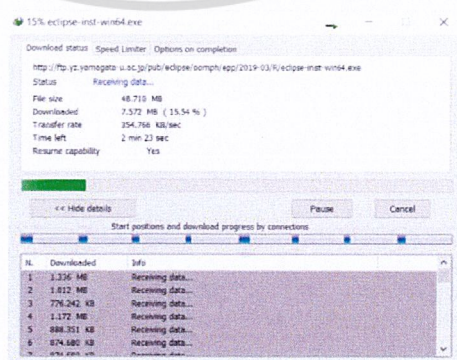 15% eclipse-inst-win64.exe
Download status Speed Limiter Options on completion
http://ftp.yz.yamagata-u.ac.jp/pub/eclipse/oomph/epp/2019-03/R/eclipse-inst-win64.exe
Status Receiving data...
File size 48.710 MB
Downloaded 7.572 MB ( 15.54 % )
Transfer rate 354.766 KB/sec
Time left 2 min 23 sec
Resume capability Yes
<< Hide details Pause Cancel
Start positions and download progress by connections
N. Downloaded Info
1 1.336 MB Receiving data...
2 1.012 MB Receiving data...
3 776.242 KB Receiving data...
4 1.172 MB Receiving data...
5 888.351 KB Receiving data...
6 874.680 KB Receiving data...